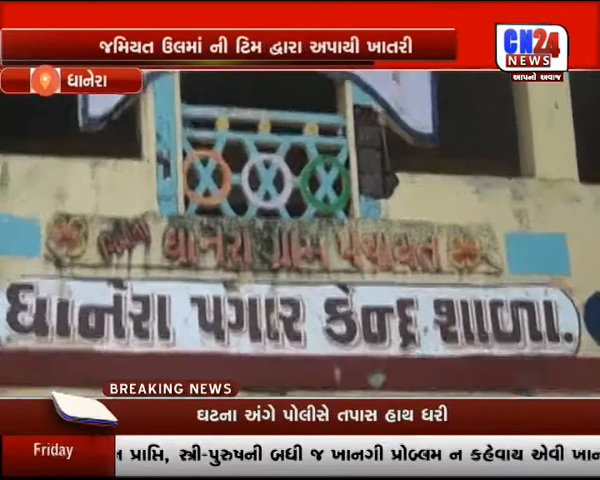 જમિયત ઉલમાં ની ટિમ દ્વારા અપાયી ખાતરી
CN24
NEWS
આપનો અવાજ
ધાનેરા
ધાનેરા ગ્રામ પંચાયત
ધાનેરા પગાર કેન્દ્ર શાળા.
BREAKING NEWS
ઘટના અંગે પોલીસે તપાસ હાથ ધરી
Friday
ન પ્રાપ્તિ, સ્ત્રી-પુરુષની બધી જ ખાનગી પ્રોબ્લમ ન કહેવાય એવી ખાન